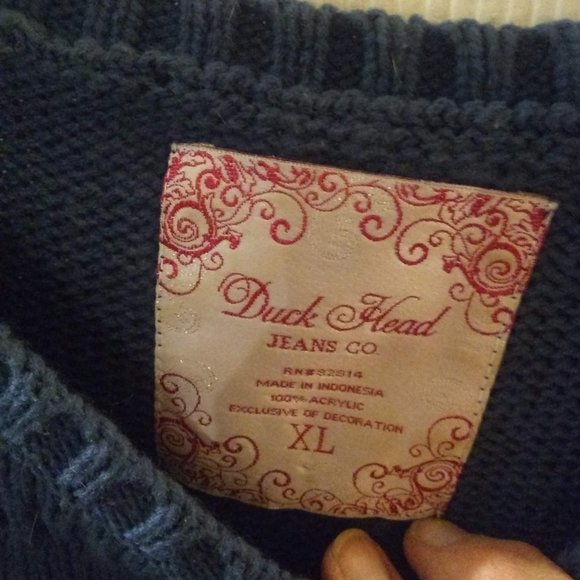 Duck Head
JEANS CO.
RN#82814
MADE IN INDONESIA
100% ACRYLIC
EXCLUSIVE OF DECORATION
XL